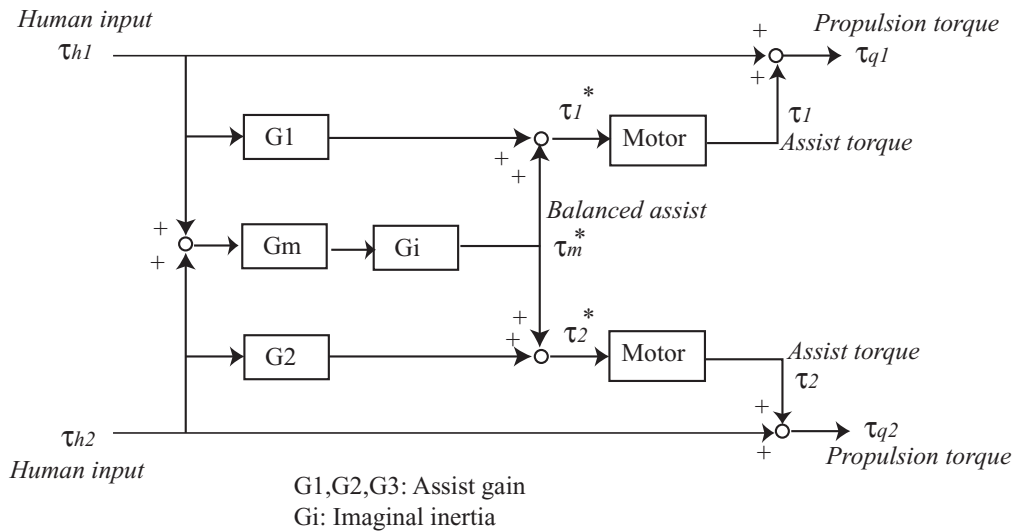 Human input
τh1
Propulsion torque
+
τq1
+
τ1*
τ1
G1
Motor
Assist torque
+
+
Balanced assist
+
Gm
Gi
τm*
+
+
τ2*
+
G2
Motor
Assist torque
τ2
+
τh2
τq2
+
Human input
Propulsion torque
G1,G2,G3: Assist gain
Gi: Imaginal inertia